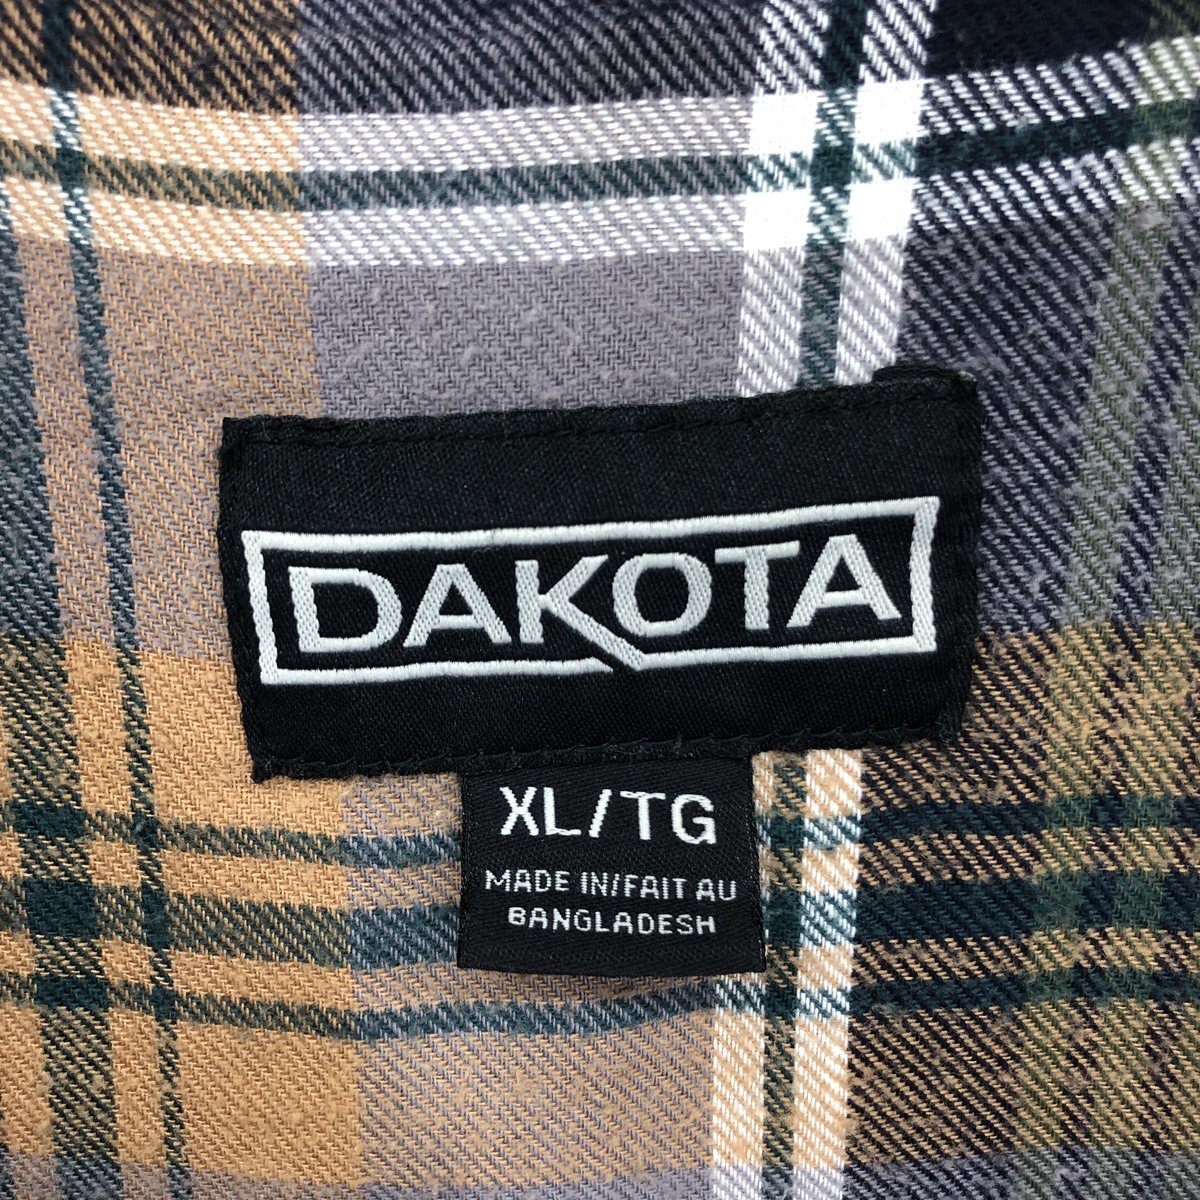 DAKOTA
XL/TG
MADE IN/FAIT AU
BANGLADESH